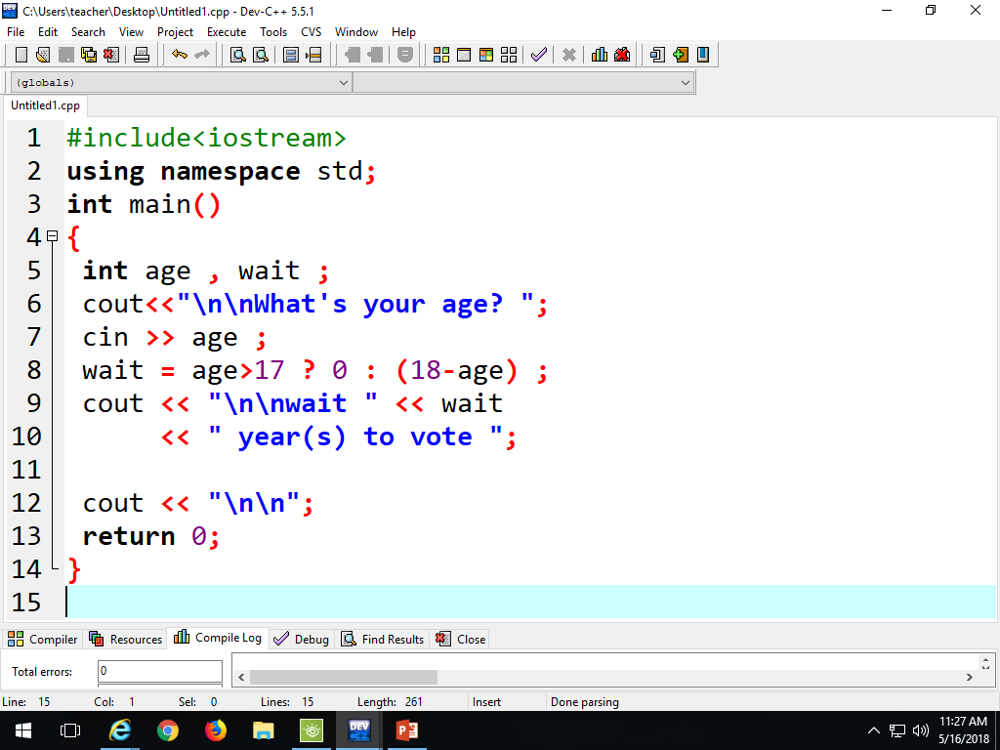 C:\Users\teacher\Desktop\Untitled1.cpp - Dev-C++ 5.5.1
File Edit Search View Project Execute Tools CVS Window Help
(globals)
Untitled1.cpp
1 #include<iostream>
2 using namespace std;
3 int main()
4 {
5 int age , wait ;
6 cout<<"\n\nWhat's your age? ";
7 cin >> age ;
8 wait = age>17 ? 0 : (18-age) ;
9 cout << "\n\nwait " << wait
10 << " year(s) to vote ";
11
12 cout << "\n\n";
13 return 0;
14 }
15
Compiler Resources Compile Log Debug Find Results Close
Total errors: 0
Line: 15 Col: 1 Sel: 0 Lines: 15 Length: 261 Insert Done parsing
DEV
11:27 AM
5/16/2018